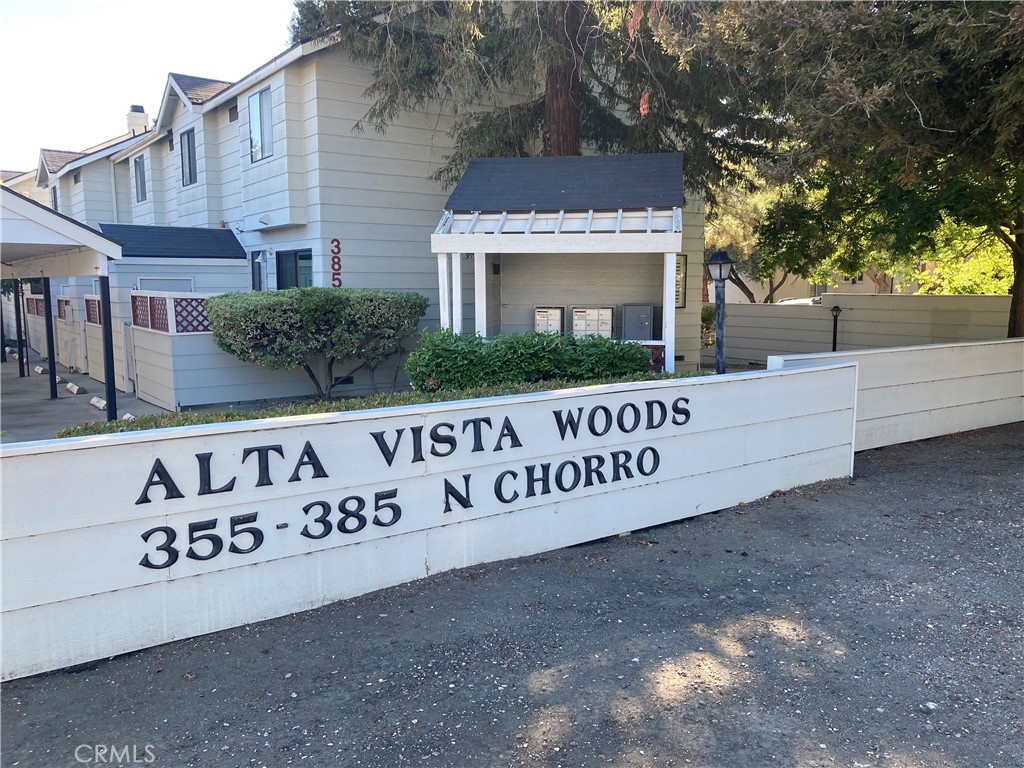 385
ALTA VISTA WOODS
355-385 N CHORRO
CRMLS